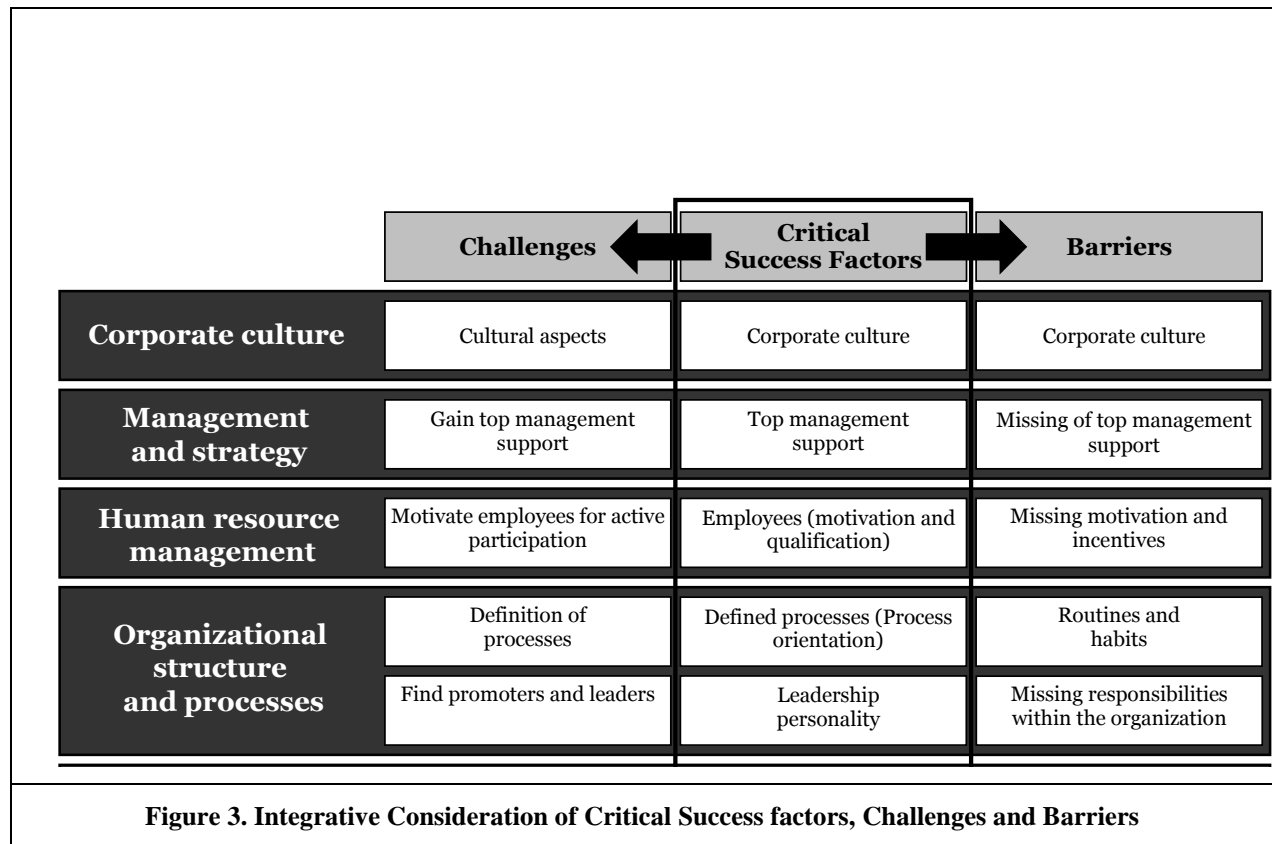 Challenges
Critical
Success Factors
Barriers
Corporate culture
Cultural aspects
Corporate culture
Corporate culture
Management
and strategy
Gain top management
support
Top management
support
Missing of top management
support
Human resource
management
Motivate employees for active
participation
Employees (motivation and
qualification)
Missing motivation and
incentives
Organizational
structure
and processes
Definition of
processes
Defined processes (Process
orientation)
Routines and
habits
Find promoters and leaders
Leadership
personality
Missing responsibilities
within the organization
Figure 3. Integrative Consideration of Critical Success factors, Challenges and Barriers